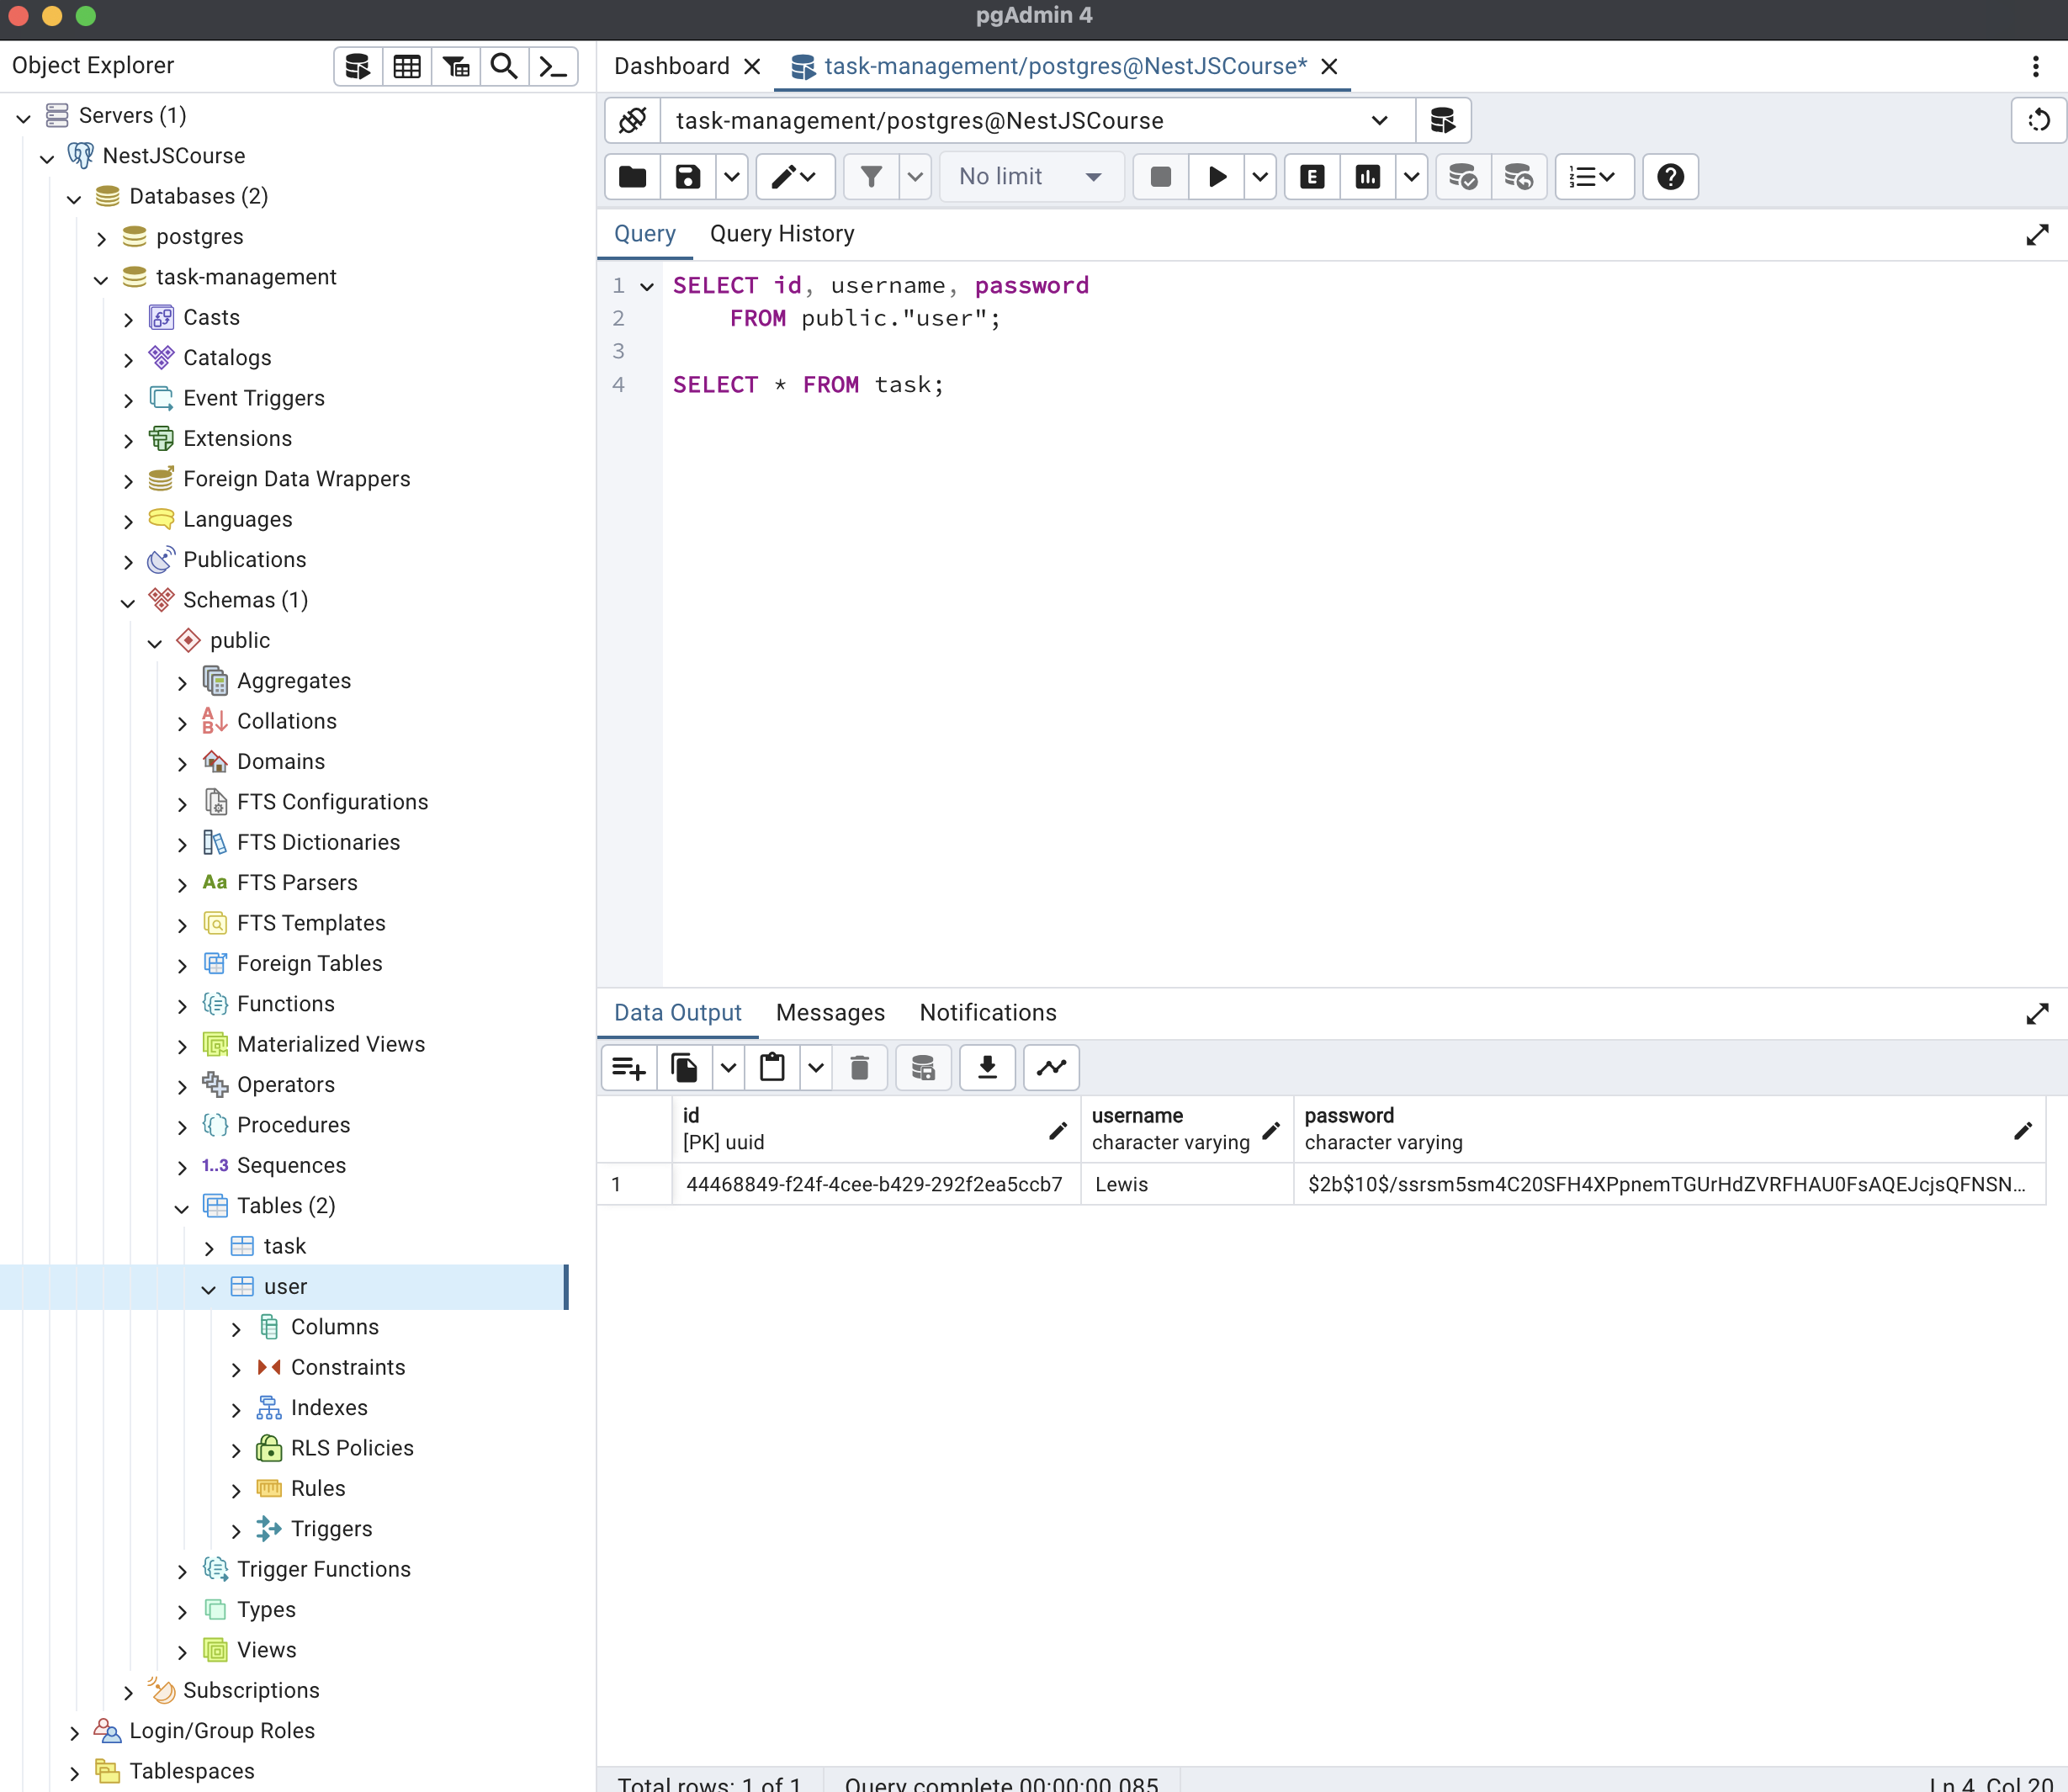 pgAdmin 4
Object Explorer
Servers (1)
NestJSCourse
Databases (2)
postgres
task-management
Casts
Catalogs
Event Triggers
Extensions
Foreign Data Wrappers
Languages
Publications
Schemas (1)
public
Aggregates
Collations
Domains
FTS Configurations
FTS Dictionaries
Aa FTS Parsers
FTS Templates
Foreign Tables
Functions
Materialized Views
Operators
Procedures
1..3 Sequences
Tables (2)
task
user
Columns
Constraints
Indexes
RLS Policies
Rules
Triggers
Trigger Functions
Types
Views
Subscriptions
Login/Group Roles
Tablespaces
Dashboard task-management/postgres@NestJSCourse*
task-management/postgres@NestJSCourse
No limit
Query Query History
1 SELECT id, username, password
2 FROM public."user";
3
4 SELECT * FROM task;
Data Output Messages Notifications
id username password
[PK] uuid character varying character varying
1 44468849-f24f-4cee-b429-292f2ea5ccb7 Lewis $2b$10$/ssrsm5sm4C20SFH4XPpnemTGUrHdZVRFHAU0FsAQEJcjsQFNSN...
Total rows: 1 of 1 Query complete 00:00:00.085 Ln 4, Col 20